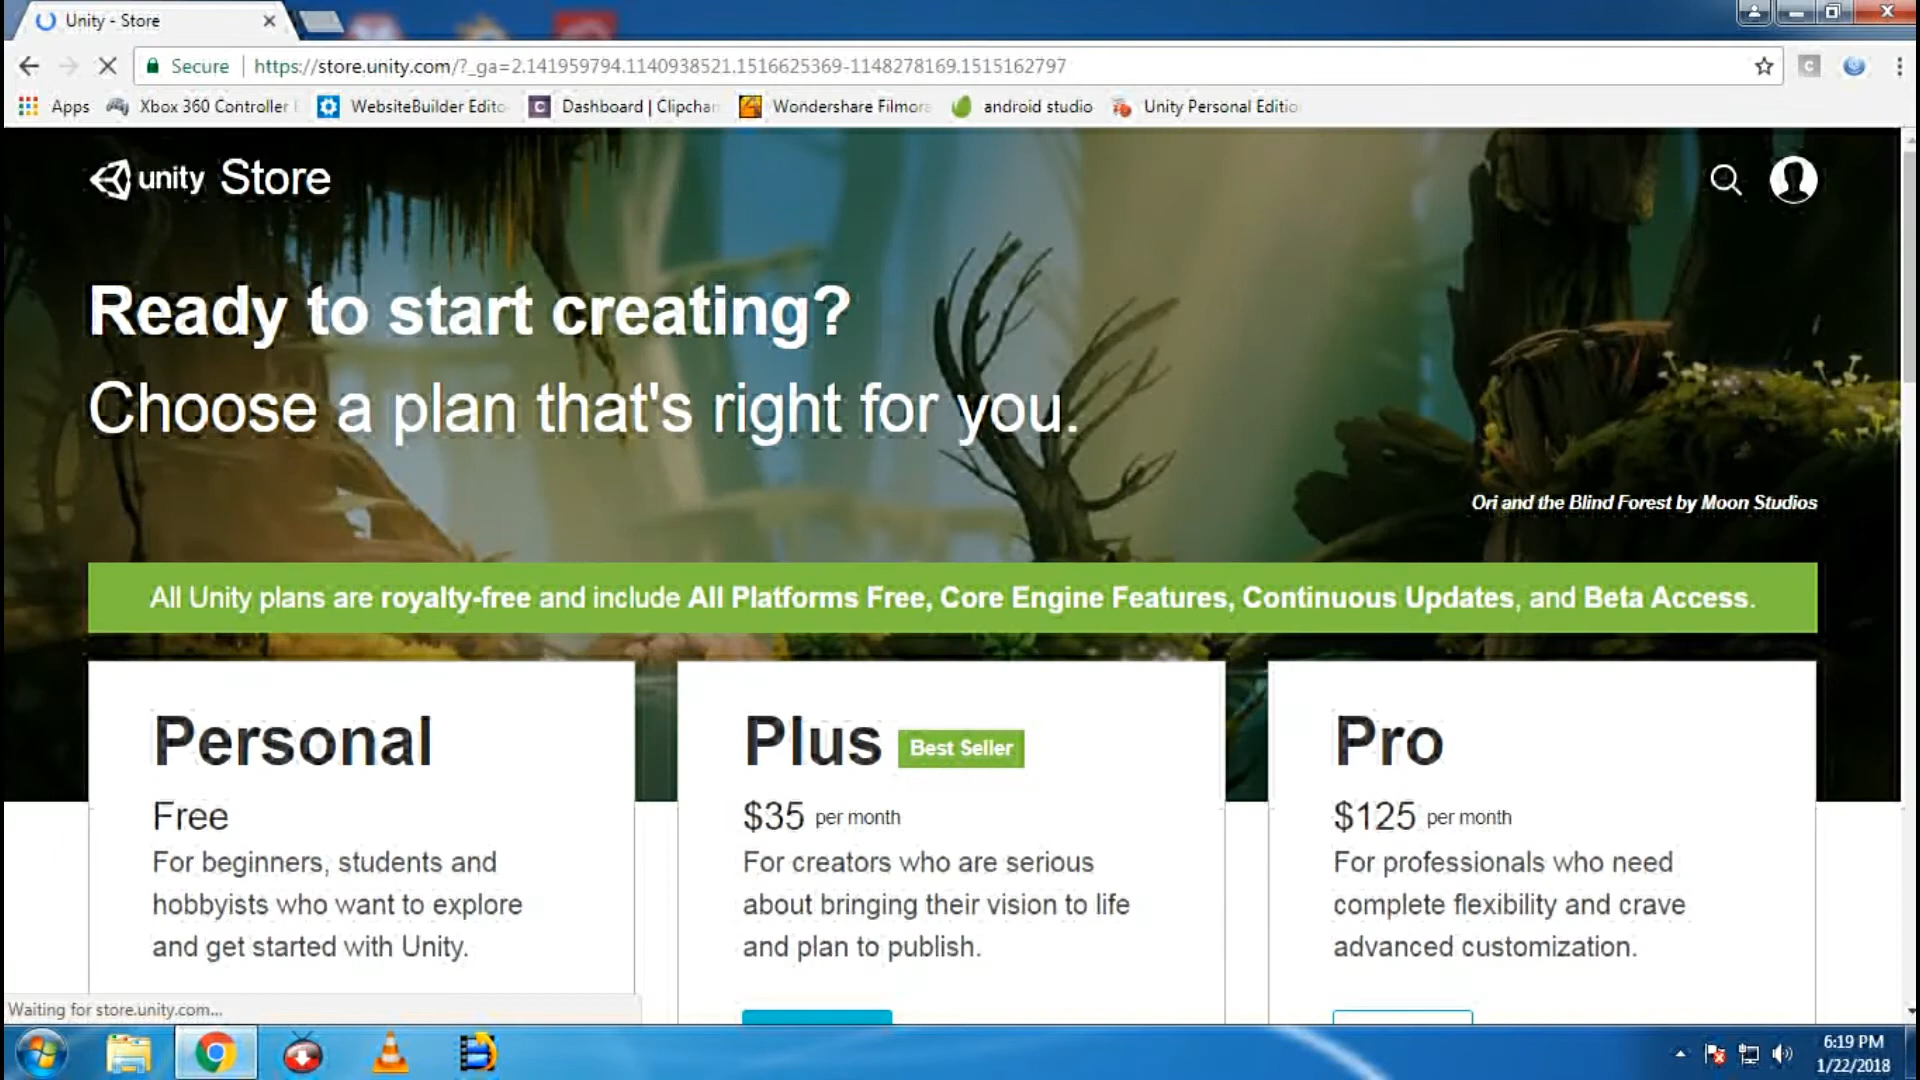 Unity - Store
Secure
https://store.unity.com/?_ga=2.141959794.1140938521.1516625369-1148278169.1515162797
Apps
Xbox 360 Controller
WebsiteBuilder Edito
Dashboard | Clipchar
Wondershare Filmora
android studio
Unity Personal Editio
unity Store
Ready to start creating?
Choose a plan that's right for you.
Ori and the Blind Forest by Moon Studios
All Unity plans are royalty-free and include All Platforms Free, Core Engine Features, Continuous Updates, and Beta Access.
Personal
Free
For beginners, students and
hobbyists who want to explore
and get started with Unity.
Plus Best Seller
$35 per month
For creators who are serious
about bringing their vision to life
and plan to publish.
Pro
$125 per month
For professionals who need
complete flexibility and crave
advanced customization.
Waiting for store.unity.com...
6:19 PM
1/22/2018